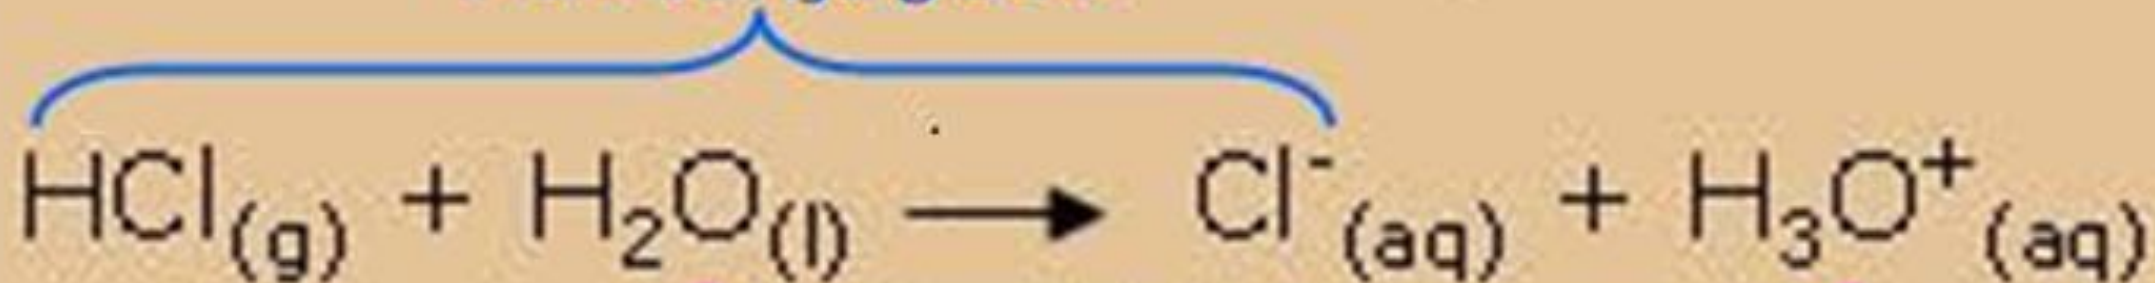 HCl(g) + H₂O(l) ⟶ Cl⁻(aq) + H₃O⁺(aq)